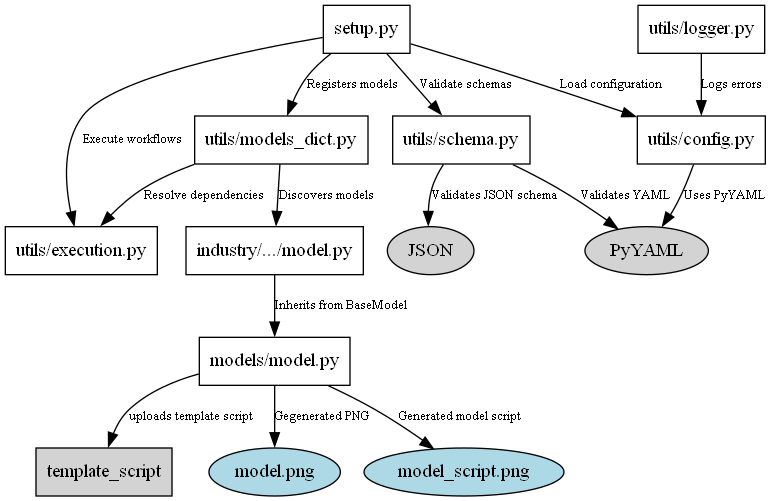 setup.py
utils/logger.py
Registers models
Validate schemas
Load configuration
Logs errors
Execute workflows
utils/models_dict.py
utils/schema.py
utils/config.py
Resolve dependencies
Discovers models
Validates JSON schema
Validates YAML
Uses PyYAML
utils/execution.py
industry/.../model.py
JSON
PyYAML
Inherits from BaseModel
models/model.py
uploads template script
Gegenerated PNG
Generated model script
template_script
model.png
model_script.png